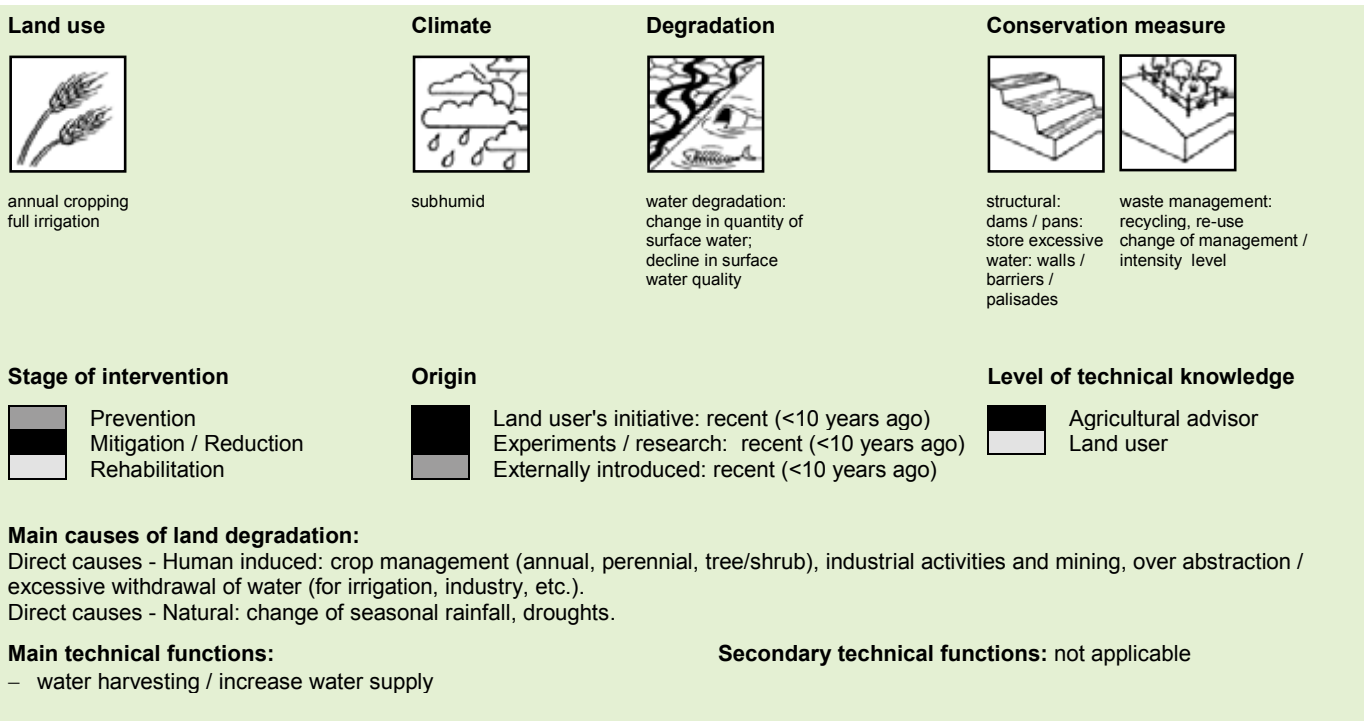 Land use
Climate
Degradation
Conservation measure
annual cropping
full irrigation
subhumid
water degradation:
change in quantity of
surface water;
decline in surface
water quality
structural:
dams / pans:
store excessive
water: walls /
barriers /
palisades
waste management:
recycling, re-use
change of management /
intensity level
Stage of intervention
Prevention
Mitigation / Reduction
Rehabilitation
Origin
Land user's initiative: recent (<10 years ago)
Experiments / research: recent (<10 years ago)
Externally introduced: recent (<10 years ago)
Level of technical knowledge
Agricultural advisor
Land user
Main causes of land degradation:
Direct causes - Human induced: crop management (annual, perennial, tree/shrub), industrial activities and mining, over abstraction /
excessive withdrawal of water (for irrigation, industry, etc.).
Direct causes - Natural: change of seasonal rainfall, droughts.
Main technical functions:
– water harvesting / increase water supply
Secondary technical functions: not applicable